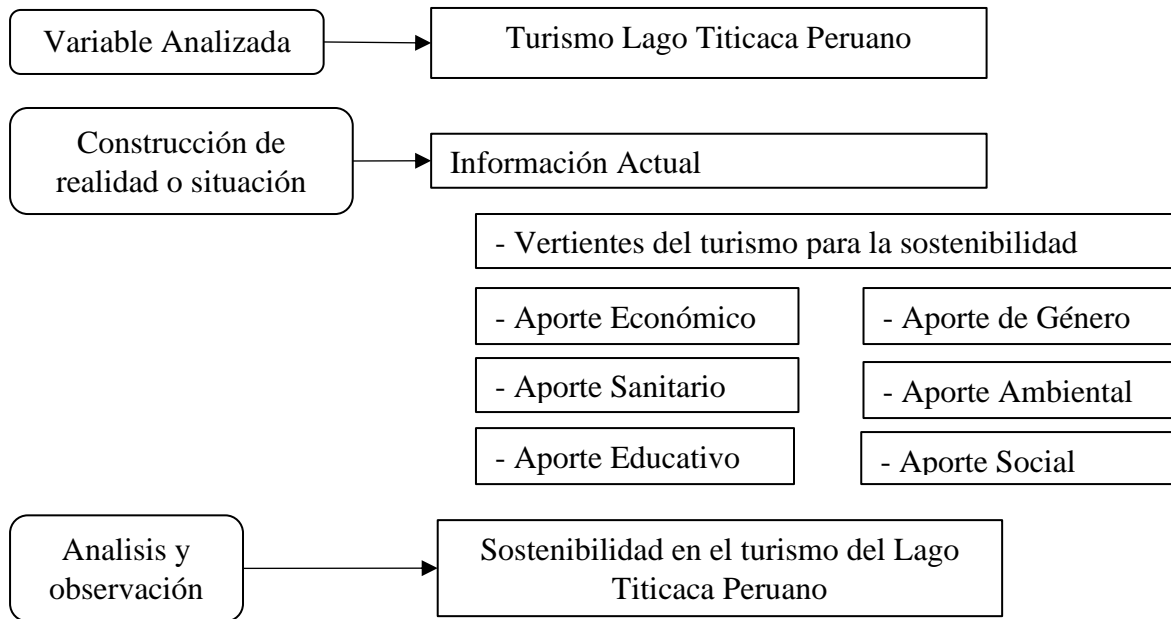 Variable Analizada
Turismo Lago Titicaca Peruano
Construcción de
realidad o situación
Información Actual
- Vertientes del turismo para la sostenibilidad
- Aporte Económico
- Aporte de Género
- Aporte Sanitario
- Aporte Ambiental
- Aporte Educativo
- Aporte Social
Analisis y
observación
Sostenibilidad en el turismo del Lago
Titicaca Peruano